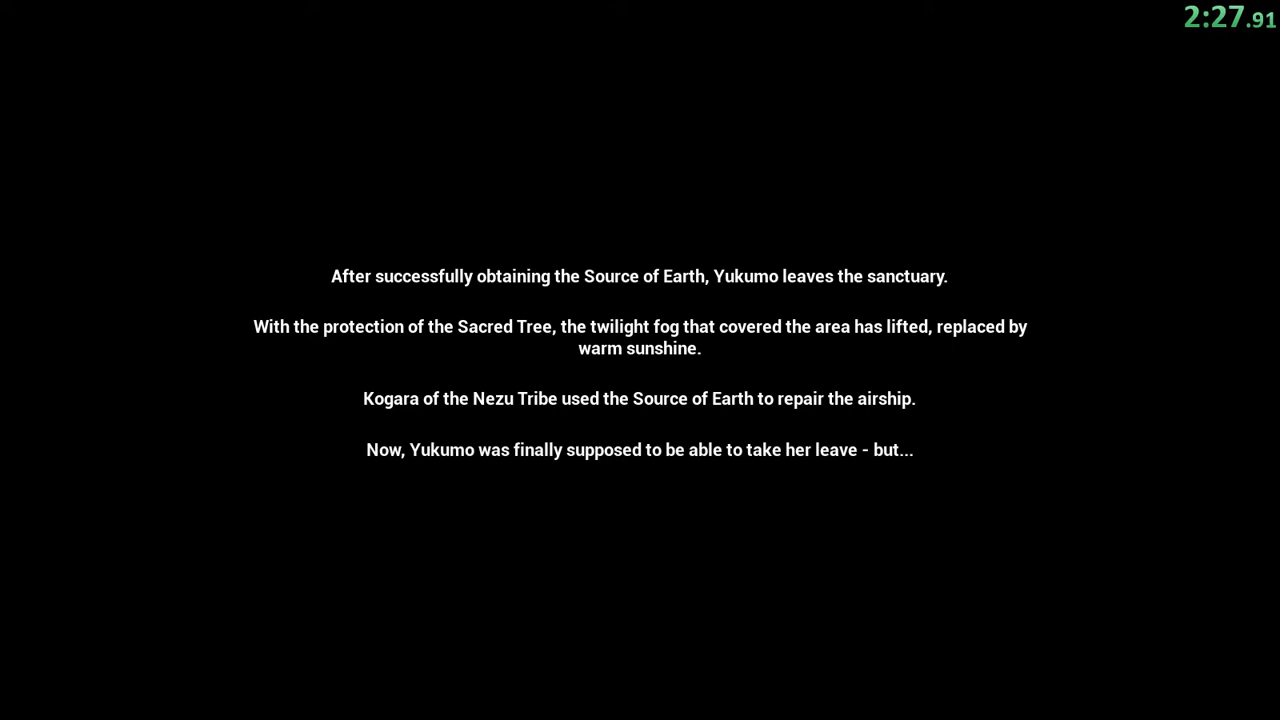 2:27.91
After successfully obtaining the Source of Earth, Yukumo leaves the sanctuary.
With the protection of the Sacred Tree, the twilight fog that covered the area has lifted, replaced by
warm sunshine.
Kogara of the Nezu Tribe used the Source of Earth to repair the airship.
Now, Yukumo was finally supposed to be able to take her leave - but...